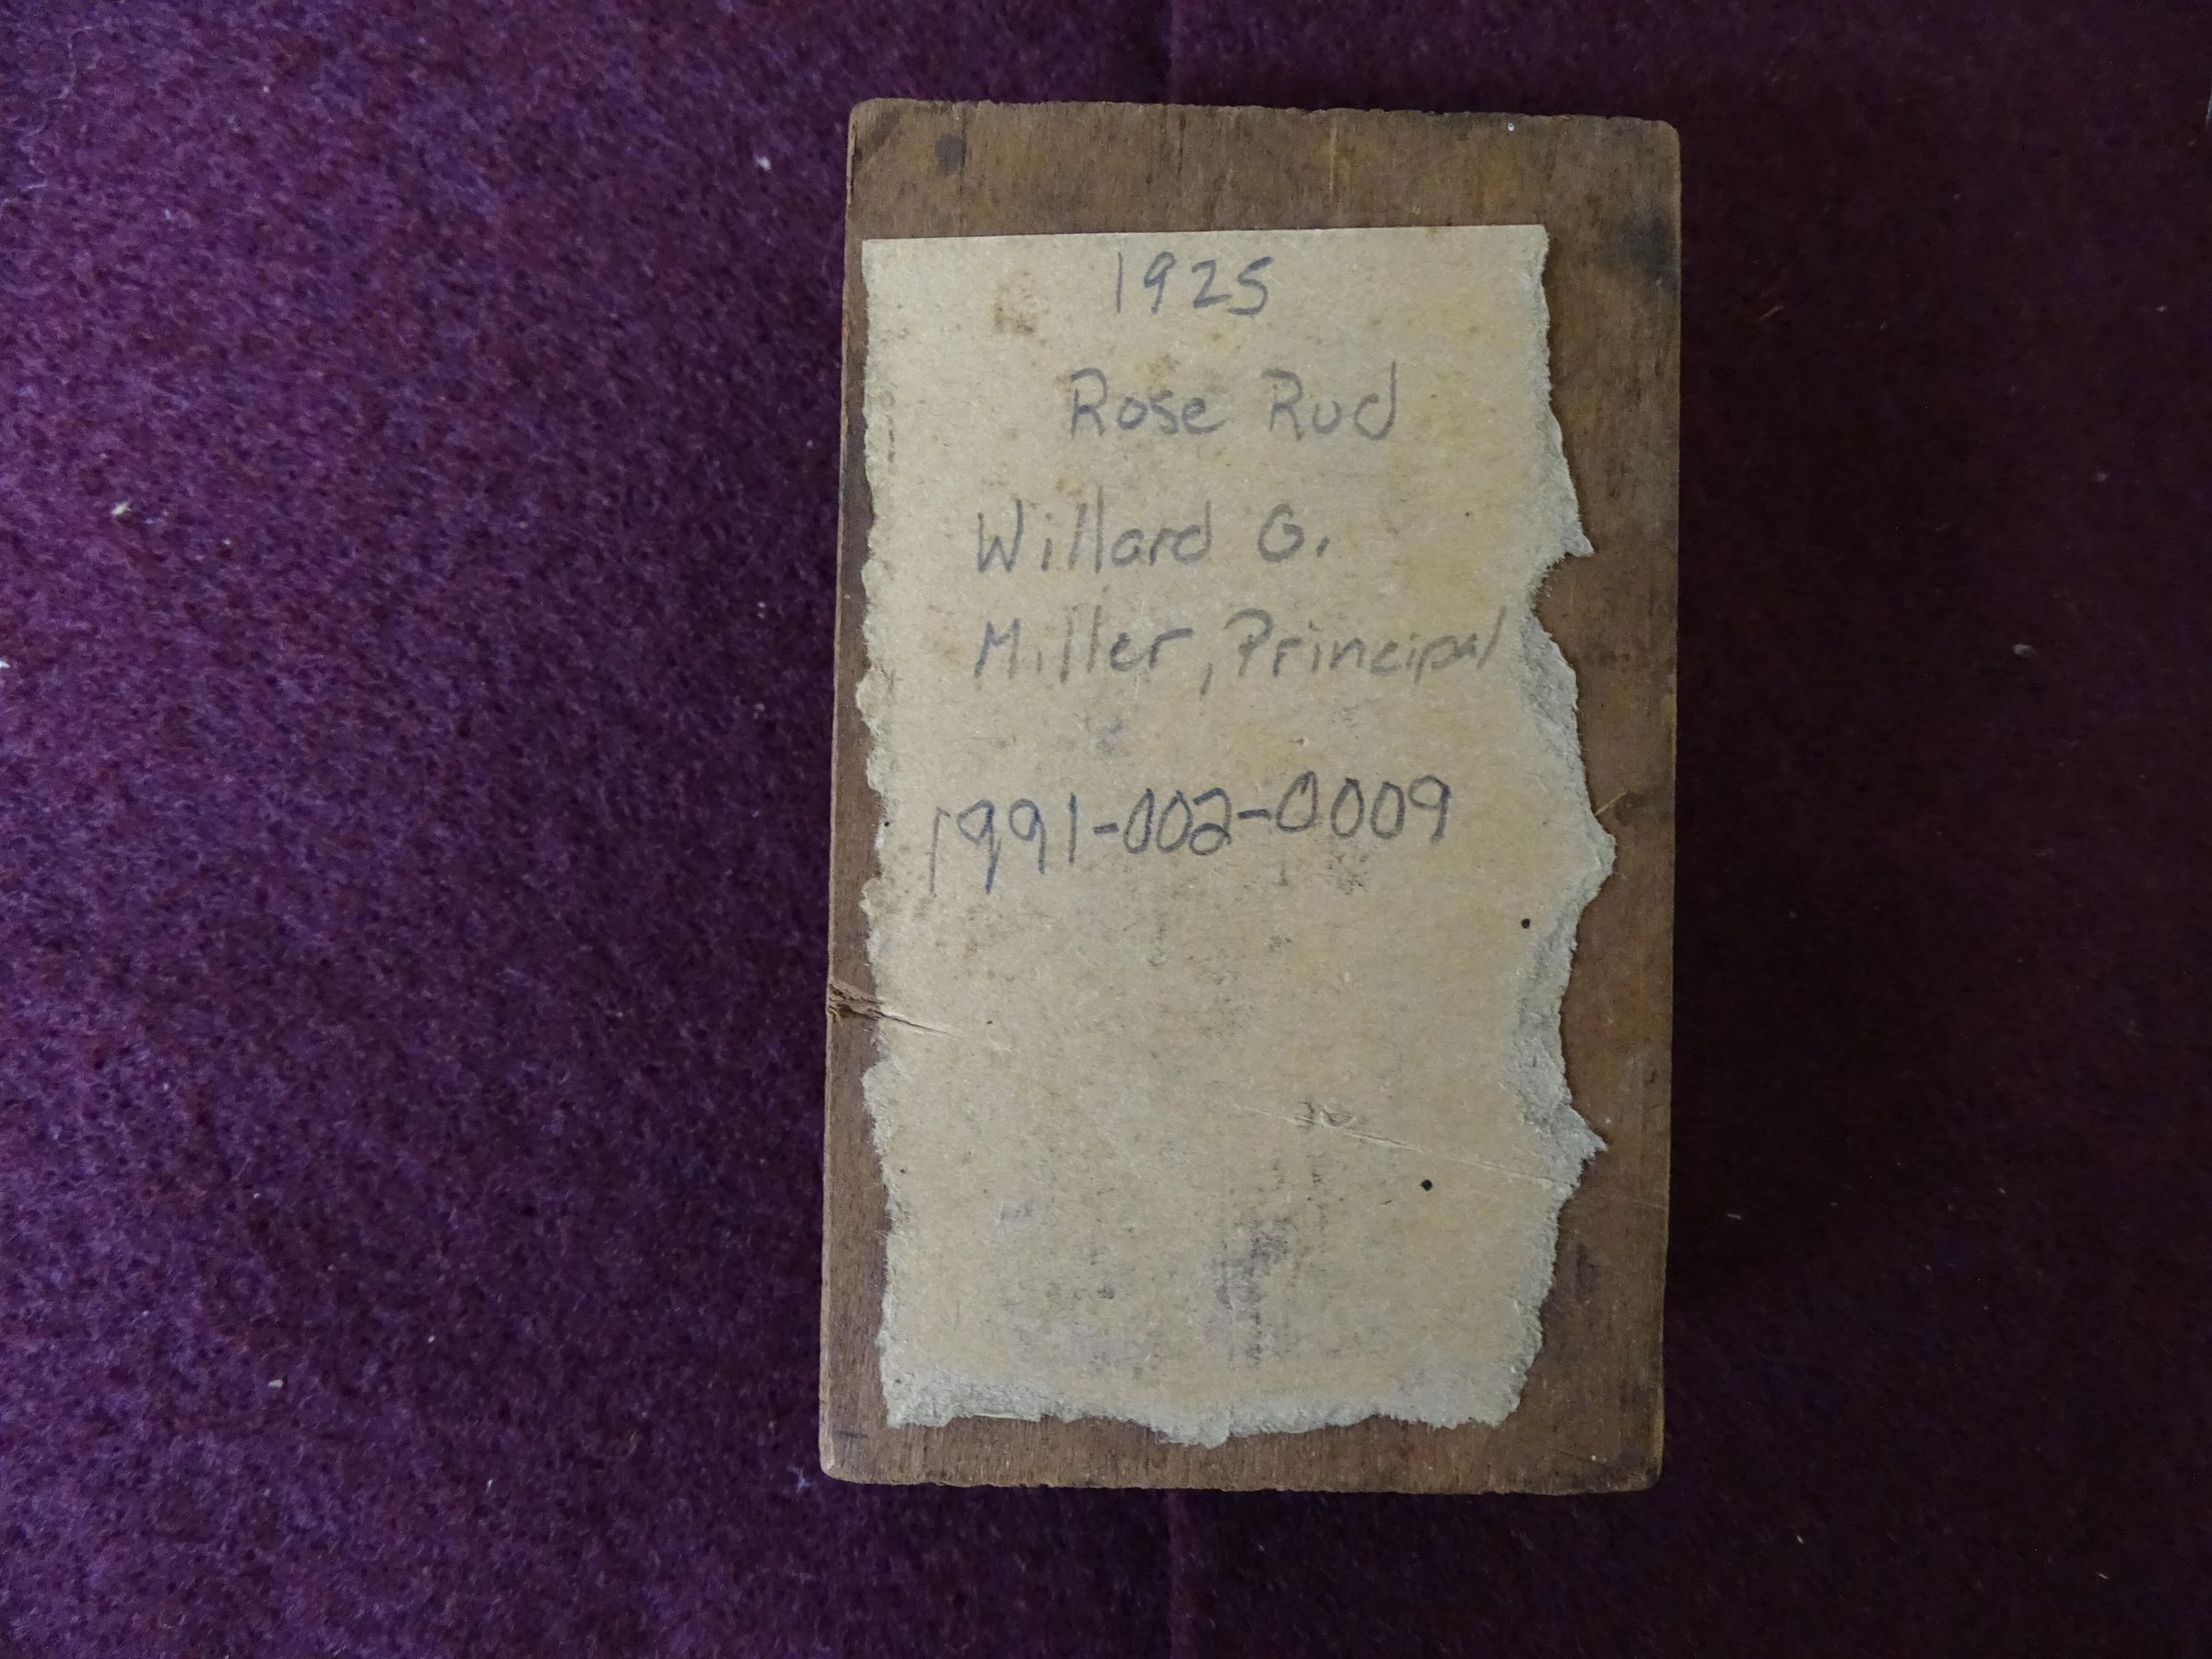 1925
Rose Rud
Willard G.
Miller, Principal
1991-002-0009